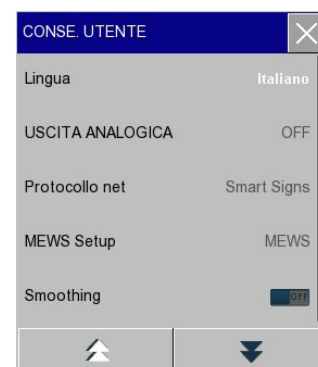 CONSE. UTENTE
Lingua Italiano
USCITA ANALOGICA OFF
Protocollo net Smart Signs
MEWS Setup MEWS
Smoothing OFF